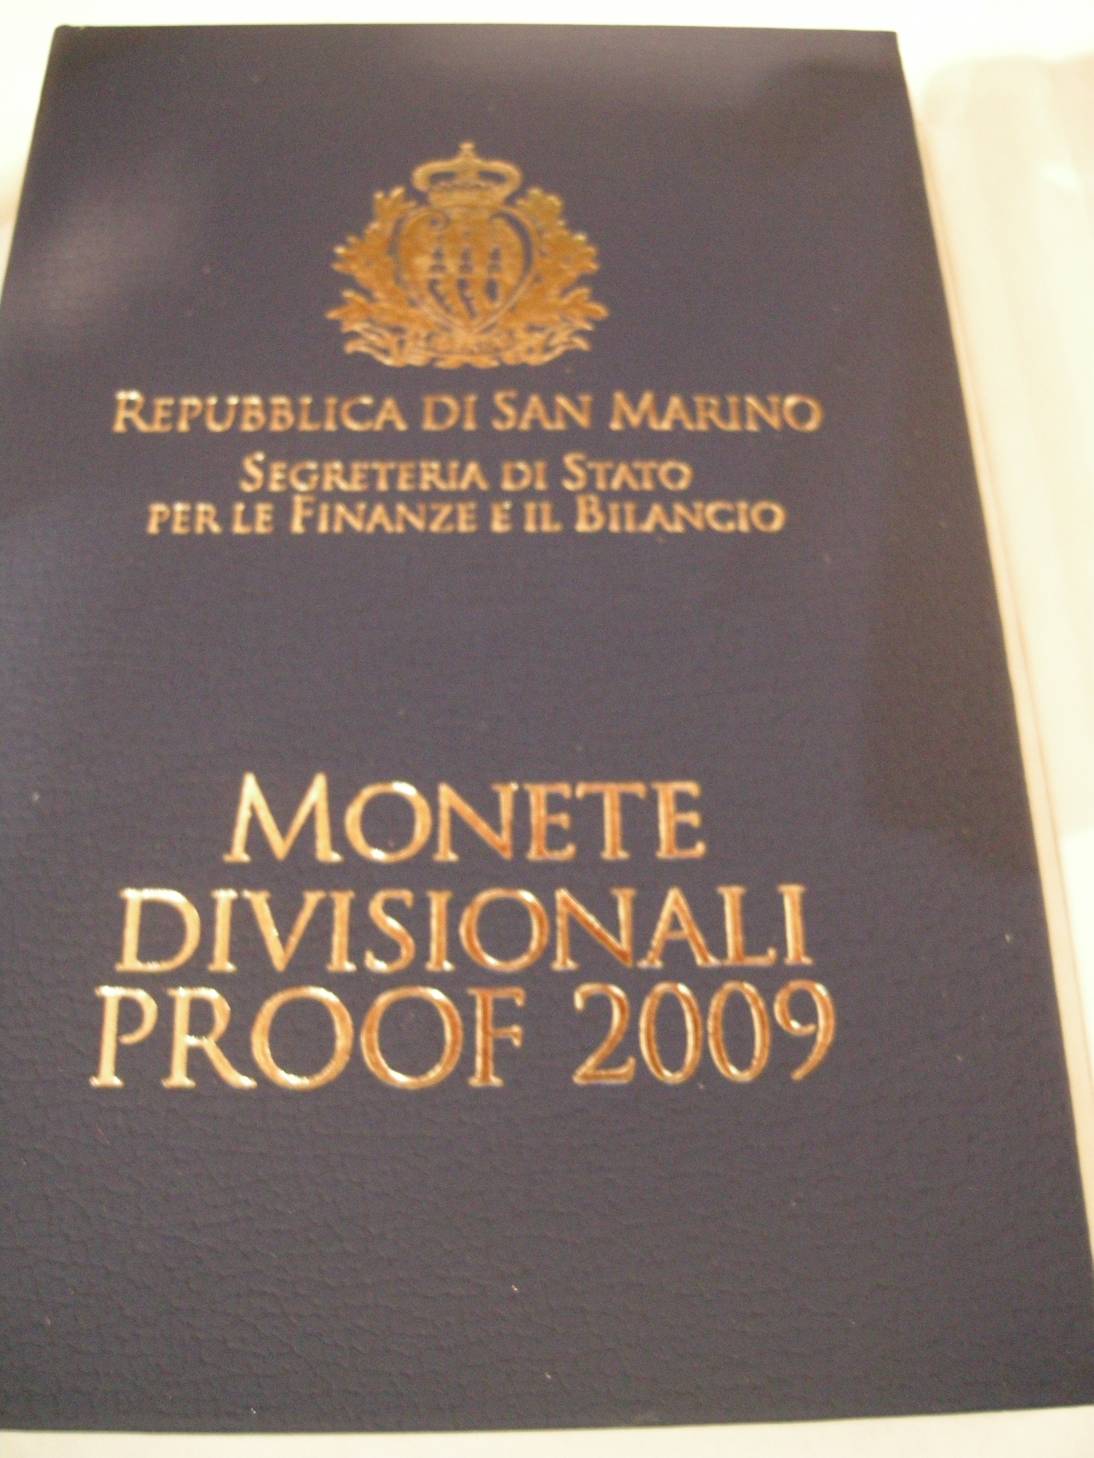 REPUBBLICA DI SAN MARINO
SEGRETERIA DI STATO
PER LE FINANZE E IL BILANCIO
MONETE
DIVISIONALI
PROOF 2009